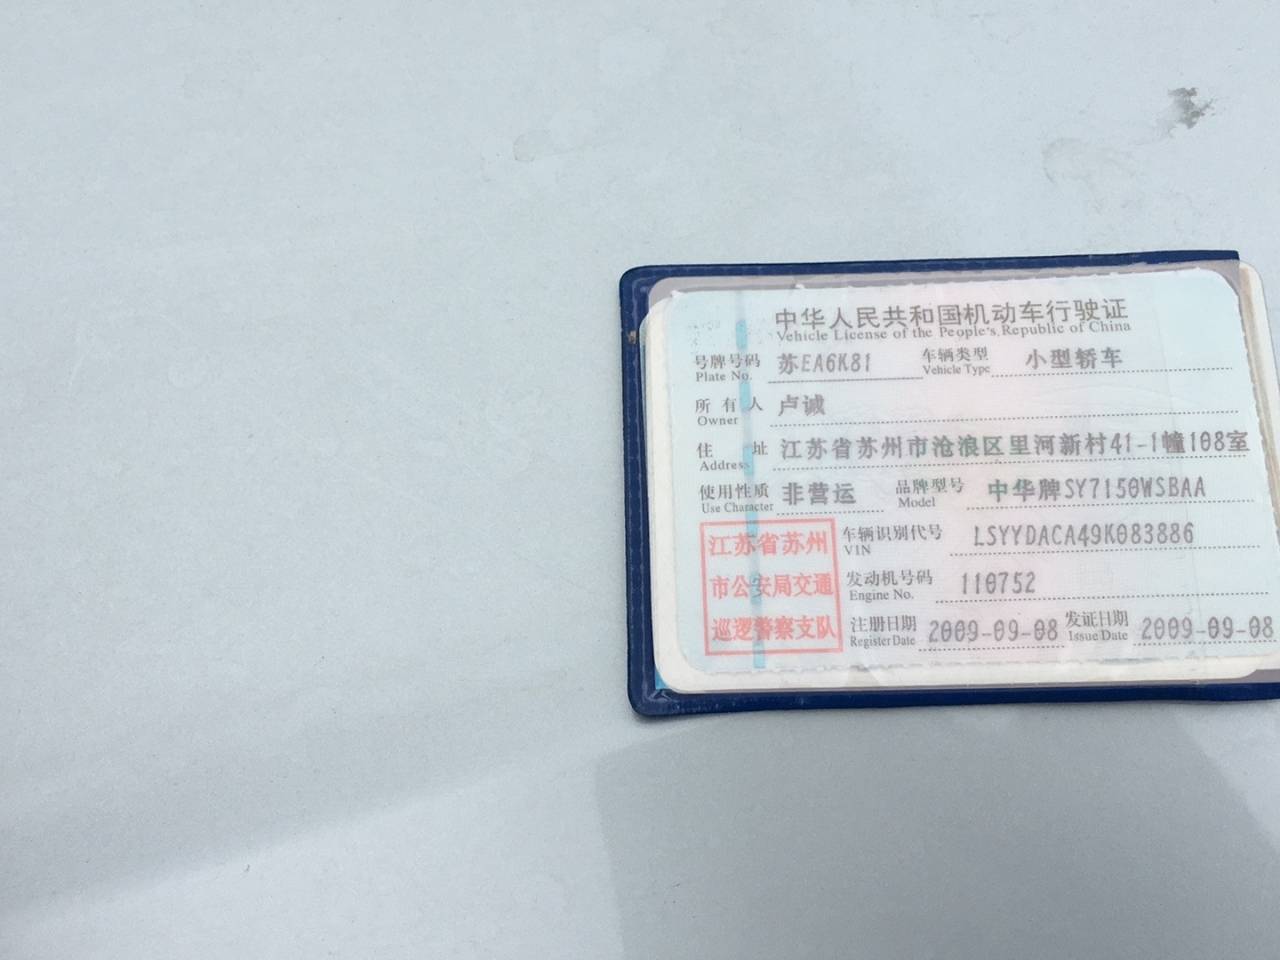 中华人民共和国机动车行驶证
Vehicle License of the People's Republic of China
号牌号码 苏EA6K81 车辆类型 小型轿车
Plate No. Vehicle Type
所有人 卢诚
Owner
住址 江苏省苏州市沧浪区里河新村41-1幢108室
Address
使用性质 非营运 品牌型号 中华牌SY7150WSBAA
Use Character Model
江苏省苏州 车辆识别代号 LSYYDACA49K083886
VIN
市公安局交通 发动机号码 110752
Engine No.
巡逻警察支队 注册日期 2009-09-08 发证日期 2009-09-08
Register Date Issue Date